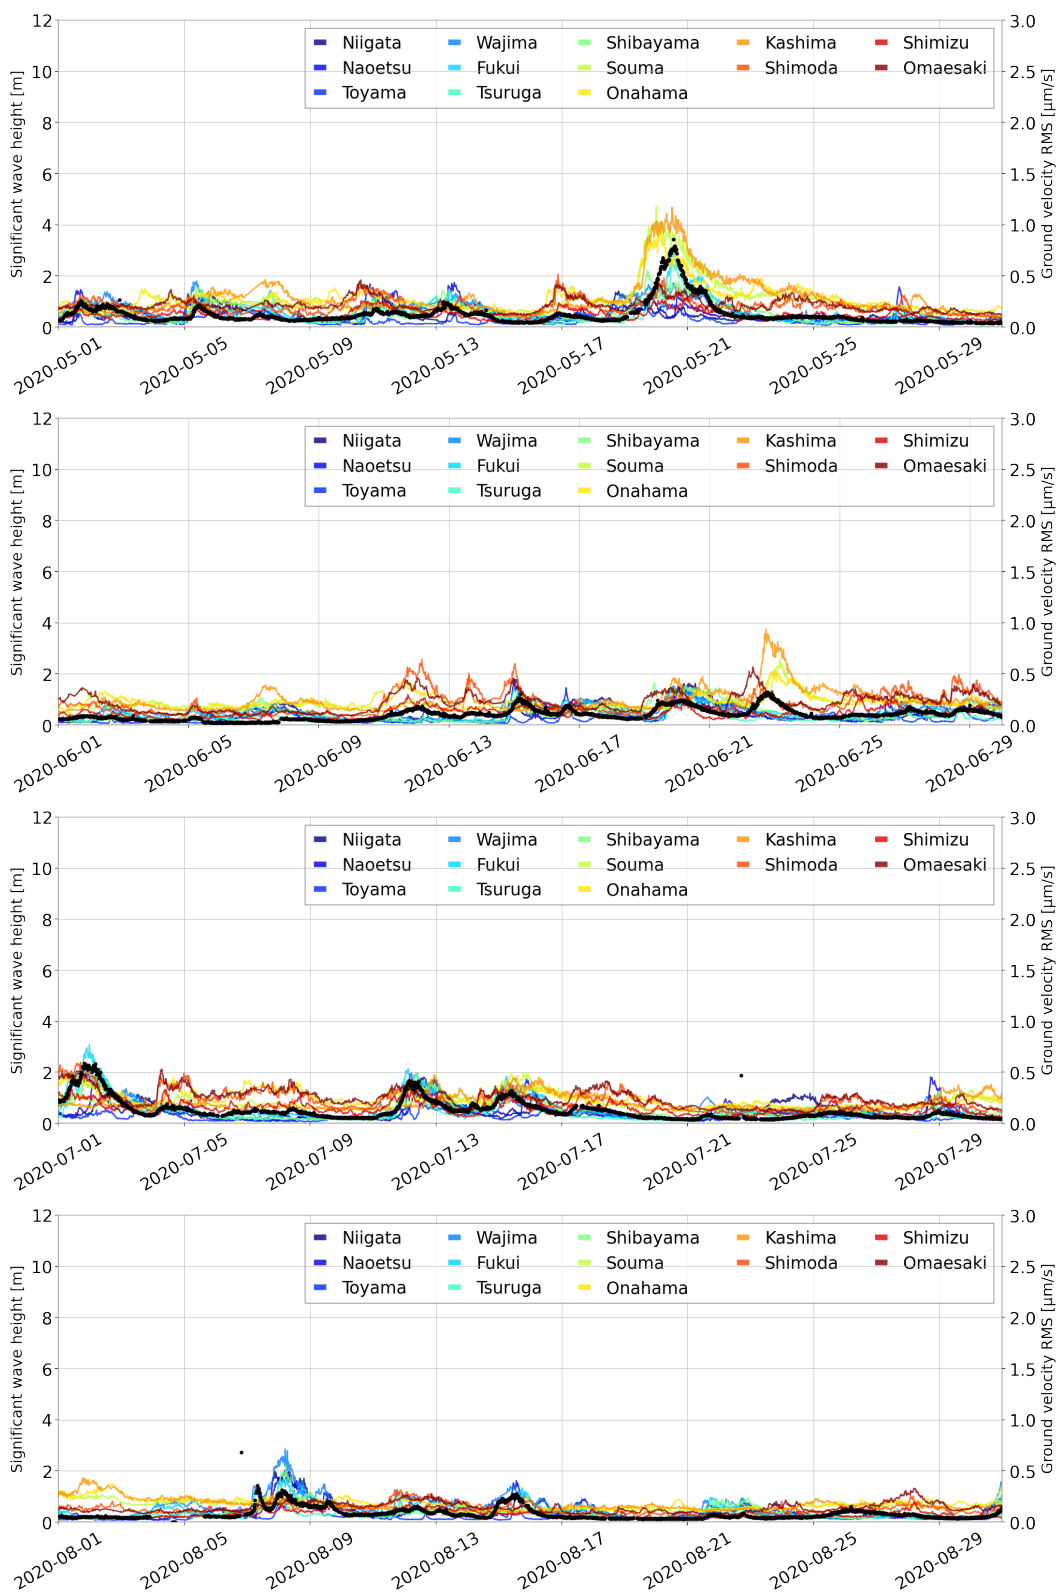 Significant wave height [m]
12
10
8
6
4
2
0
Niigata Wajima Shibayama Kashima Shimizu
Naoetsu Fukui Souma Shimoda Omaesaki
Toyama Tsuruga Onahama
3.0
2.5
2.0
1.5
1.0
0.5
0.0
Ground velocity RMS [μm/s]
2020-05-01 2020-05-05 2020-05-09 2020-05-13 2020-05-17 2020-05-21 2020-05-25 2020-05-29
Significant wave height [m]
12
10
8
6
4
2
0
Niigata Wajima Shibayama Kashima Shimizu
Naoetsu Fukui Souma Shimoda Omaesaki
Toyama Tsuruga Onahama
3.0
2.5
2.0
1.5
1.0
0.5
0.0
Ground velocity RMS [μm/s]
2020-06-01 2020-06-05 2020-06-09 2020-06-13 2020-06-17 2020-06-21 2020-06-25 2020-06-29
Significant wave height [m]
12
10
8
6
4
2
0
Niigata Wajima Shibayama Kashima Shimizu
Naoetsu Fukui Souma Shimoda Omaesaki
Toyama Tsuruga Onahama
3.0
2.5
2.0
1.5
1.0
0.5
0.0
Ground velocity RMS [μm/s]
2020-07-01 2020-07-05 2020-07-09 2020-07-13 2020-07-17 2020-07-21 2020-07-25 2020-07-29
Significant wave height [m]
12
10
8
6
4
2
0
Niigata Wajima Shibayama Kashima Shimizu
Naoetsu Fukui Souma Shimoda Omaesaki
Toyama Tsuruga Onahama
3.0
2.5
2.0
1.5
1.0
0.5
0.0
Ground velocity RMS [μm/s]
2020-08-01 2020-08-05 2020-08-09 2020-08-13 2020-08-17 2020-08-21 2020-08-25 2020-08-29